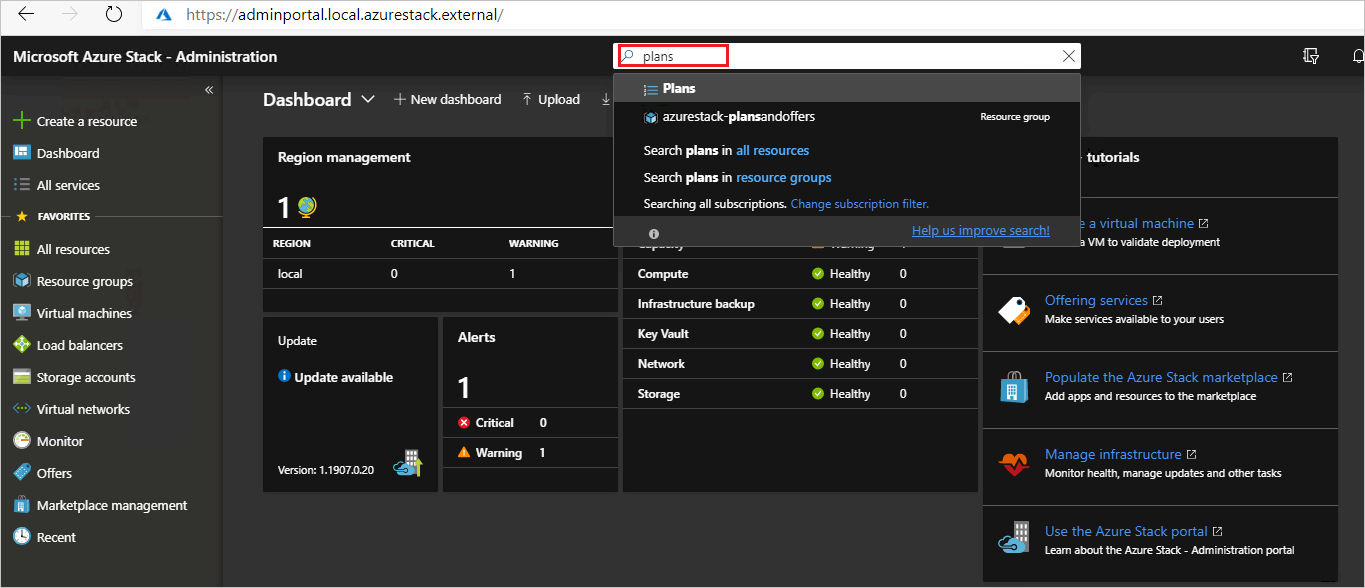 https://adminportal.local.azurestack.external/
Microsoft Azure Stack - Administration
plans
«
Create a resource
Dashboard
All services
FAVORITES
All resources
Resource groups
Virtual machines
Load balancers
Storage accounts
Virtual networks
Monitor
Offers
Marketplace management
Recent
Dashboard
New dashboard
Upload
Plans
azurestack-plansandoffers Resource group
Search plans in all resources
Search plans in resource groups
Searching all subscriptions. Change subscription filter.
Help us improve search!
Region management
1
REGION CRITICAL WARNING
local 0 1
Update
Update available
Version: 1.1907.0.20
Alerts
1
Critical 0
Warning 1
Capacity Warning
Compute Healthy 0
Infrastructure backup Healthy 0
Key Vault Healthy 0
Network Healthy 0
Storage Healthy 0
tutorials
e a virtual machine
a VM to validate deployment
Offering services
Make services available to your users
Populate the Azure Stack marketplace
Add apps and resources to the marketplace
Manage infrastructure
Monitor health, manage updates and other tasks
Use the Azure Stack portal
Learn about the Azure Stack - Administration portal